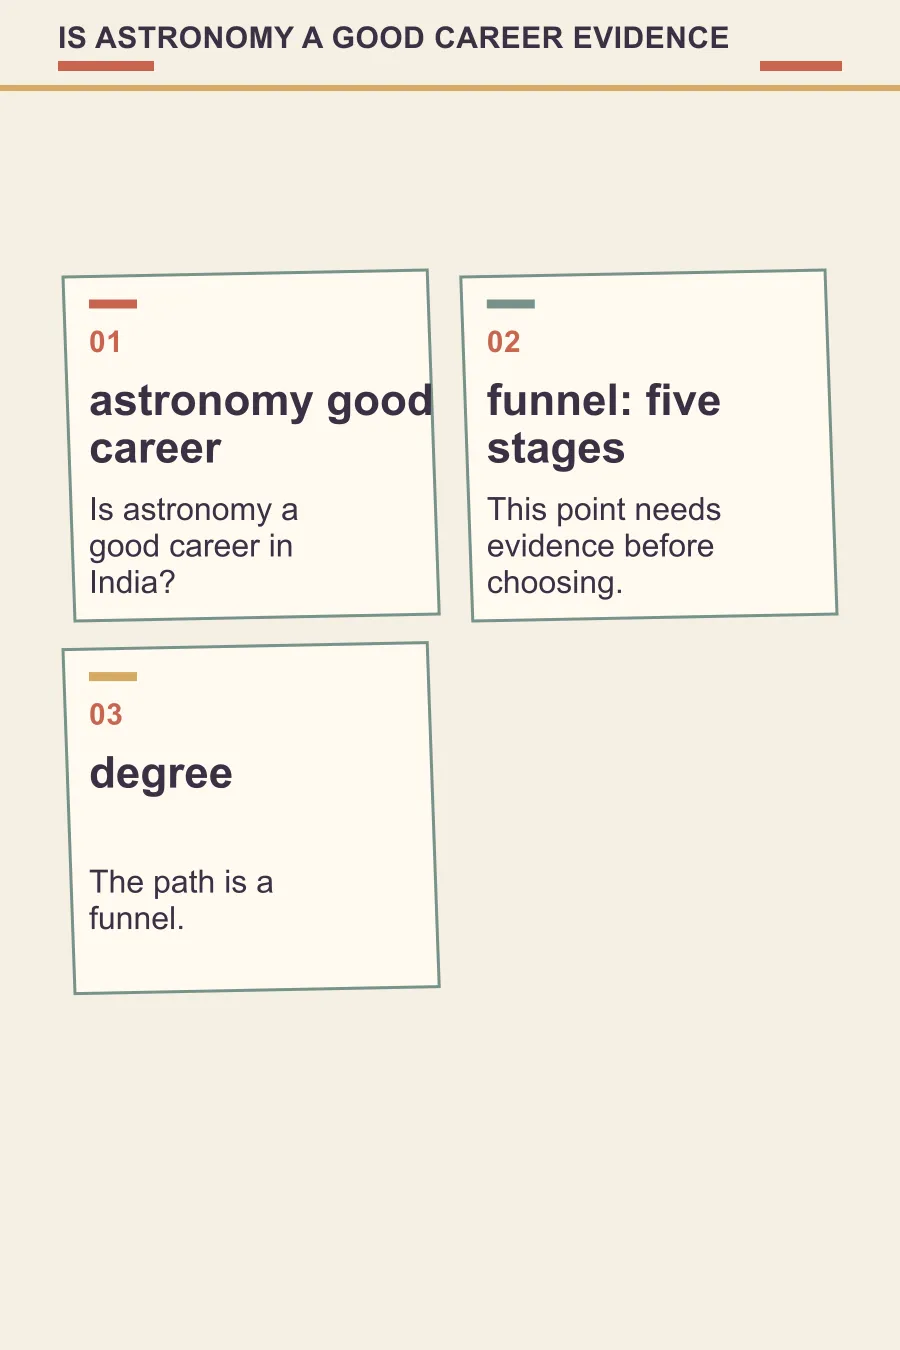 IS ASTRONOMY A GOOD CAREER EVIDENCE
01
astronomy good
career
Is astronomy a
good career in
India?
02
funnel: five
stages
This point needs
evidence before
choosing.
03
degree
The path is a
funnel.